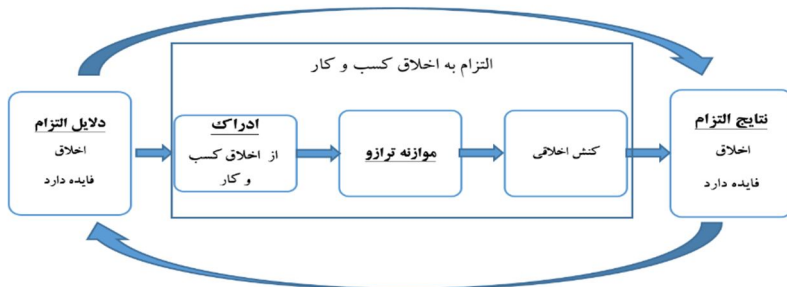 التزام به اخلاق کسب و کار
دلایل التزام
اخلاق
فایده دارد
ادراک
از اخلاق کسب
و کار
موازنه ترازو
کنش اخلاقی
نتایج التزام
اخلاق
فایده دارد